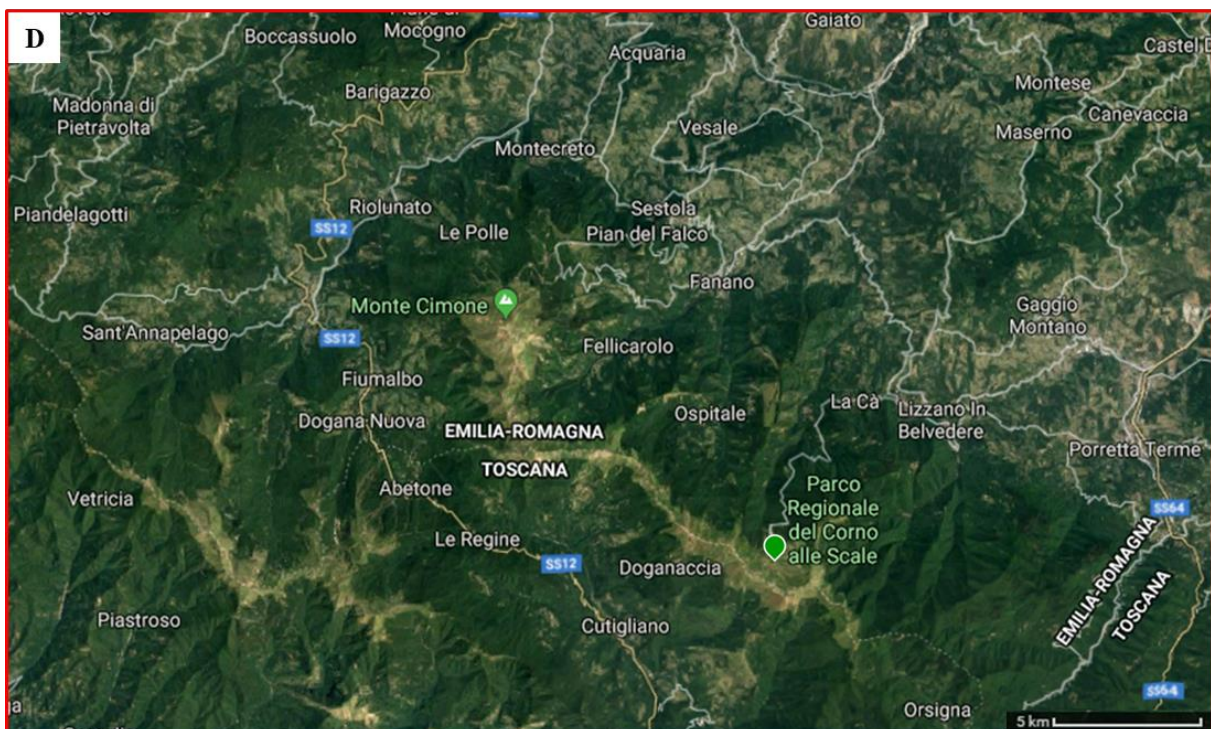 D
Boccassuolo
Mocogno
SS12
Gaiato
Acquaria
Castel D
Barigazzo
Montese
Madonna di
Pietravolta
Canevaccia
Vesale
Maserno
Montecreto
Piandelagotti
Riolunato
Sestola
SS12
Le Polle
Pian del Falco
Fanano
Monte Cimone
Gaggio
Montano
Sant'Annapelago
SS12
Fellicarolo
Fiumalbo
La Cà
Lizzano In
Belvedere
Dogana Nuova
Ospitale
EMILIA-ROMAGNA
TOSCANA
Porretta Terme
Abetone
Parco
Regionale
del Corno
alle Scale
Vetricia
SS64
Le Regine
SS12
Doganaccia
EMILIA-ROMAGNA
TOSCANA
Piastroso
Cutigliano
SS64
Orsigna
5 km